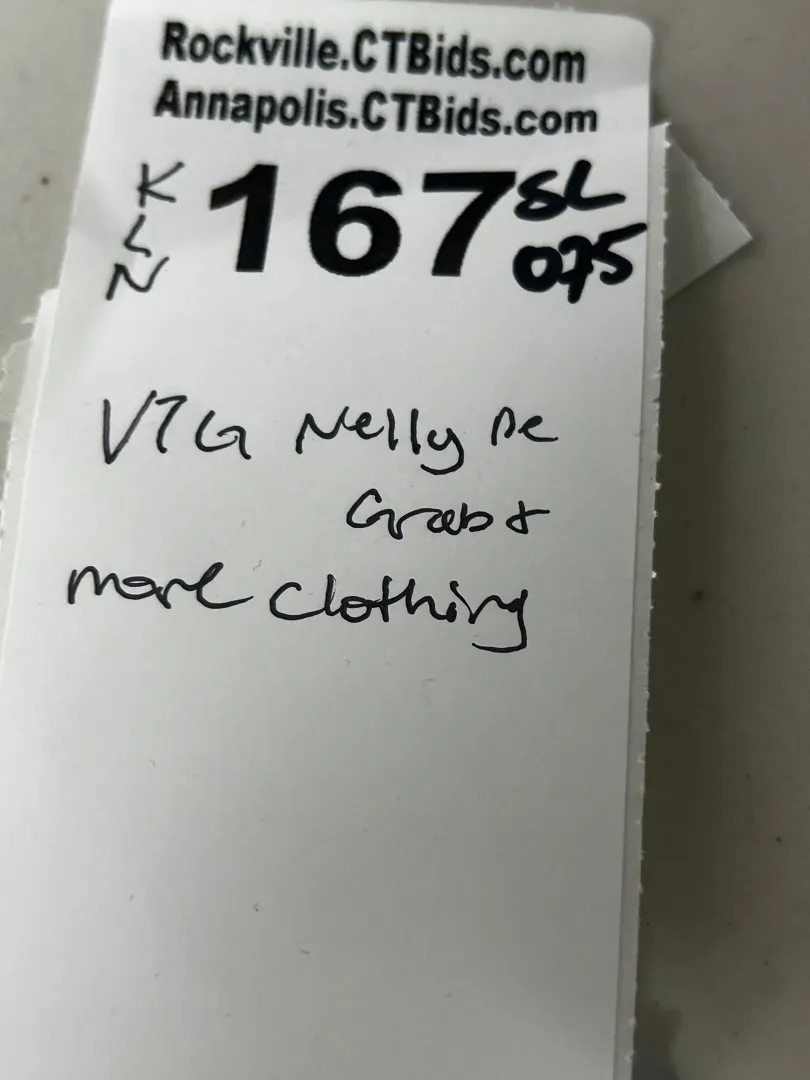 Rockville.CTBids.com
Annapolis.CTBids.com
K
L
N
167
SL
075
VTG Nelly De
Grab &
more clothing